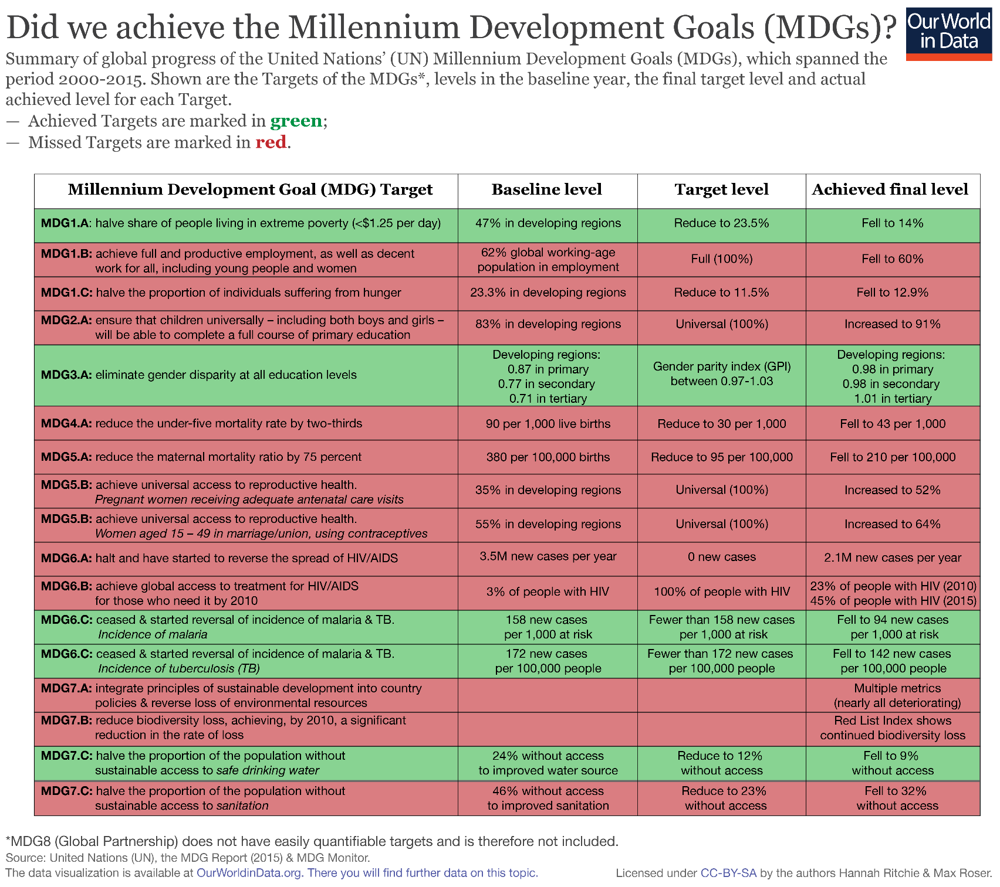 Did we achieve the Millennium Development Goals (MDGs)?
Our World
in Data
Summary of global progress of the United Nations’ (UN) Millennium Development Goals (MDGs), which spanned the
period 2000-2015. Shown are the Targets of the MDGs*, levels in the baseline year, the final target level and actual
achieved level for each Target.
— Achieved Targets are marked in green;
— Missed Targets are marked in red.
Millennium Development Goal (MDG) Target
Baseline level
Target level
Achieved final level
MDG1.A: halve share of people living in extreme poverty (<$1.25 per day)
47% in developing regions
Reduce to 23.5%
Fell to 14%
MDG1.B: achieve full and productive employment, as well as decent
work for all, including young people and women
62% global working-age
population in employment
Full (100%)
Fell to 60%
MDG1.C: halve the proportion of individuals suffering from hunger
23.3% in developing regions
Reduce to 11.5%
Fell to 12.9%
MDG2.A: ensure that children universally – including both boys and girls –
will be able to complete a full course of primary education
83% in developing regions
Universal (100%)
Increased to 91%
MDG3.A: eliminate gender disparity at all education levels
Developing regions:
0.87 in primary
0.77 in secondary
0.71 in tertiary
Gender parity index (GPI)
between 0.97-1.03
Developing regions:
0.98 in primary
0.98 in secondary
1.01 in tertiary
MDG4.A: reduce the under-five mortality rate by two-thirds
90 per 1,000 live births
Reduce to 30 per 1,000
Fell to 43 per 1,000
MDG5.A: reduce the maternal mortality ratio by 75 percent
380 per 100,000 births
Reduce to 95 per 100,000
Fell to 210 per 100,000
MDG5.B: achieve universal access to reproductive health.
Pregnant women receiving adequate antenatal care visits
35% in developing regions
Universal (100%)
Increased to 52%
MDG5.B: achieve universal access to reproductive health.
Women aged 15 – 49 in marriage/union, using contraceptives
55% in developing regions
Universal (100%)
Increased to 64%
MDG6.A: halt and have started to reverse the spread of HIV/AIDS
3.5M new cases per year
0 new cases
2.1M new cases per year
MDG6.B: achieve global access to treatment for HIV/AIDS
for those who need it by 2010
3% of people with HIV
100% of people with HIV
23% of people with HIV (2010)
45% of people with HIV (2015)
MDG6.C: ceased & started reversal of incidence of malaria & TB.
Incidence of malaria
158 new cases
per 1,000 at risk
Fewer than 158 new cases
per 1,000 at risk
Fell to 94 new cases
per 1,000 at risk
MDG6.C: ceased & started reversal of incidence of malaria & TB.
Incidence of tuberculosis (TB)
172 new cases
per 100,000 people
Fewer than 172 new cases
per 100,000 people
Fell to 142 new cases
per 100,000 people
MDG7.A: integrate principles of sustainable development into country
policies & reverse loss of environmental resources
Multiple metrics
(nearly all deteriorating)
MDG7.B: reduce biodiversity loss, achieving, by 2010, a significant
reduction in the rate of loss
Red List Index shows
continued biodiversity loss
MDG7.C: halve the proportion of the population without
sustainable access to safe drinking water
24% without access
to improved water source
Reduce to 12%
without access
Fell to 9%
without access
MDG7.C: halve the proportion of the population without
sustainable access to sanitation
46% without access
to improved sanitation
Reduce to 23%
without access
Fell to 32%
without access
*MDG8 (Global Partnership) does not have easily quantifiable targets and is therefore not included.
Source: United Nations (UN), the MDG Report (2015) & MDG Monitor.
The data visualization is available at OurWorldinData.org. There you will find further data on this topic.
Licensed under CC-BY-SA by the authors Hannah Ritchie & Max Roser.